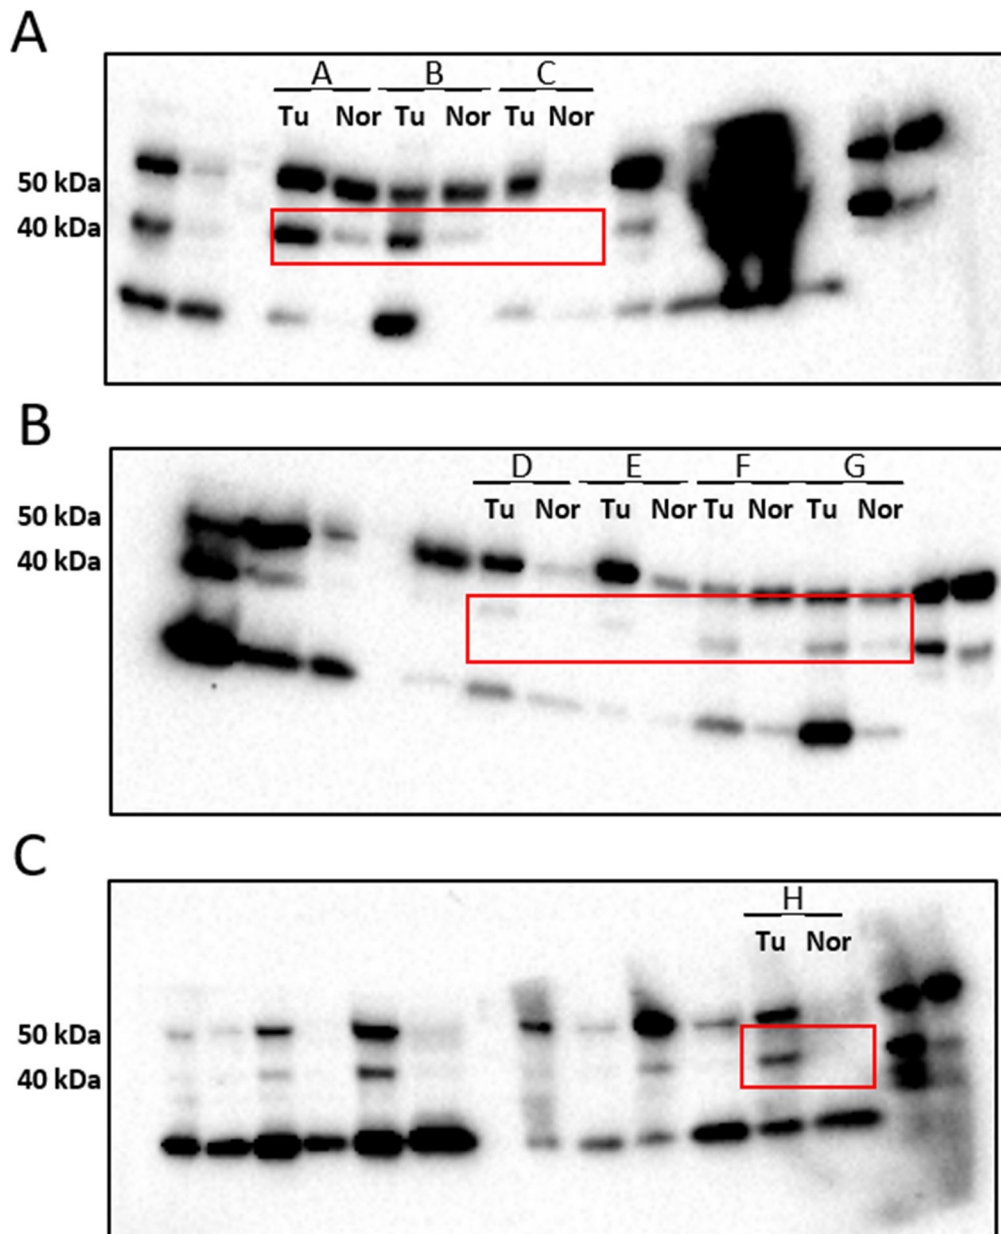 A
A B C
Tu Nor Tu Nor Tu Nor
50 kDa
40 kDa
B
D E F G
Tu Nor Tu Nor Tu Nor Tu Nor
50 kDa
40 kDa
C
H
Tu Nor
50 kDa
40 kDa